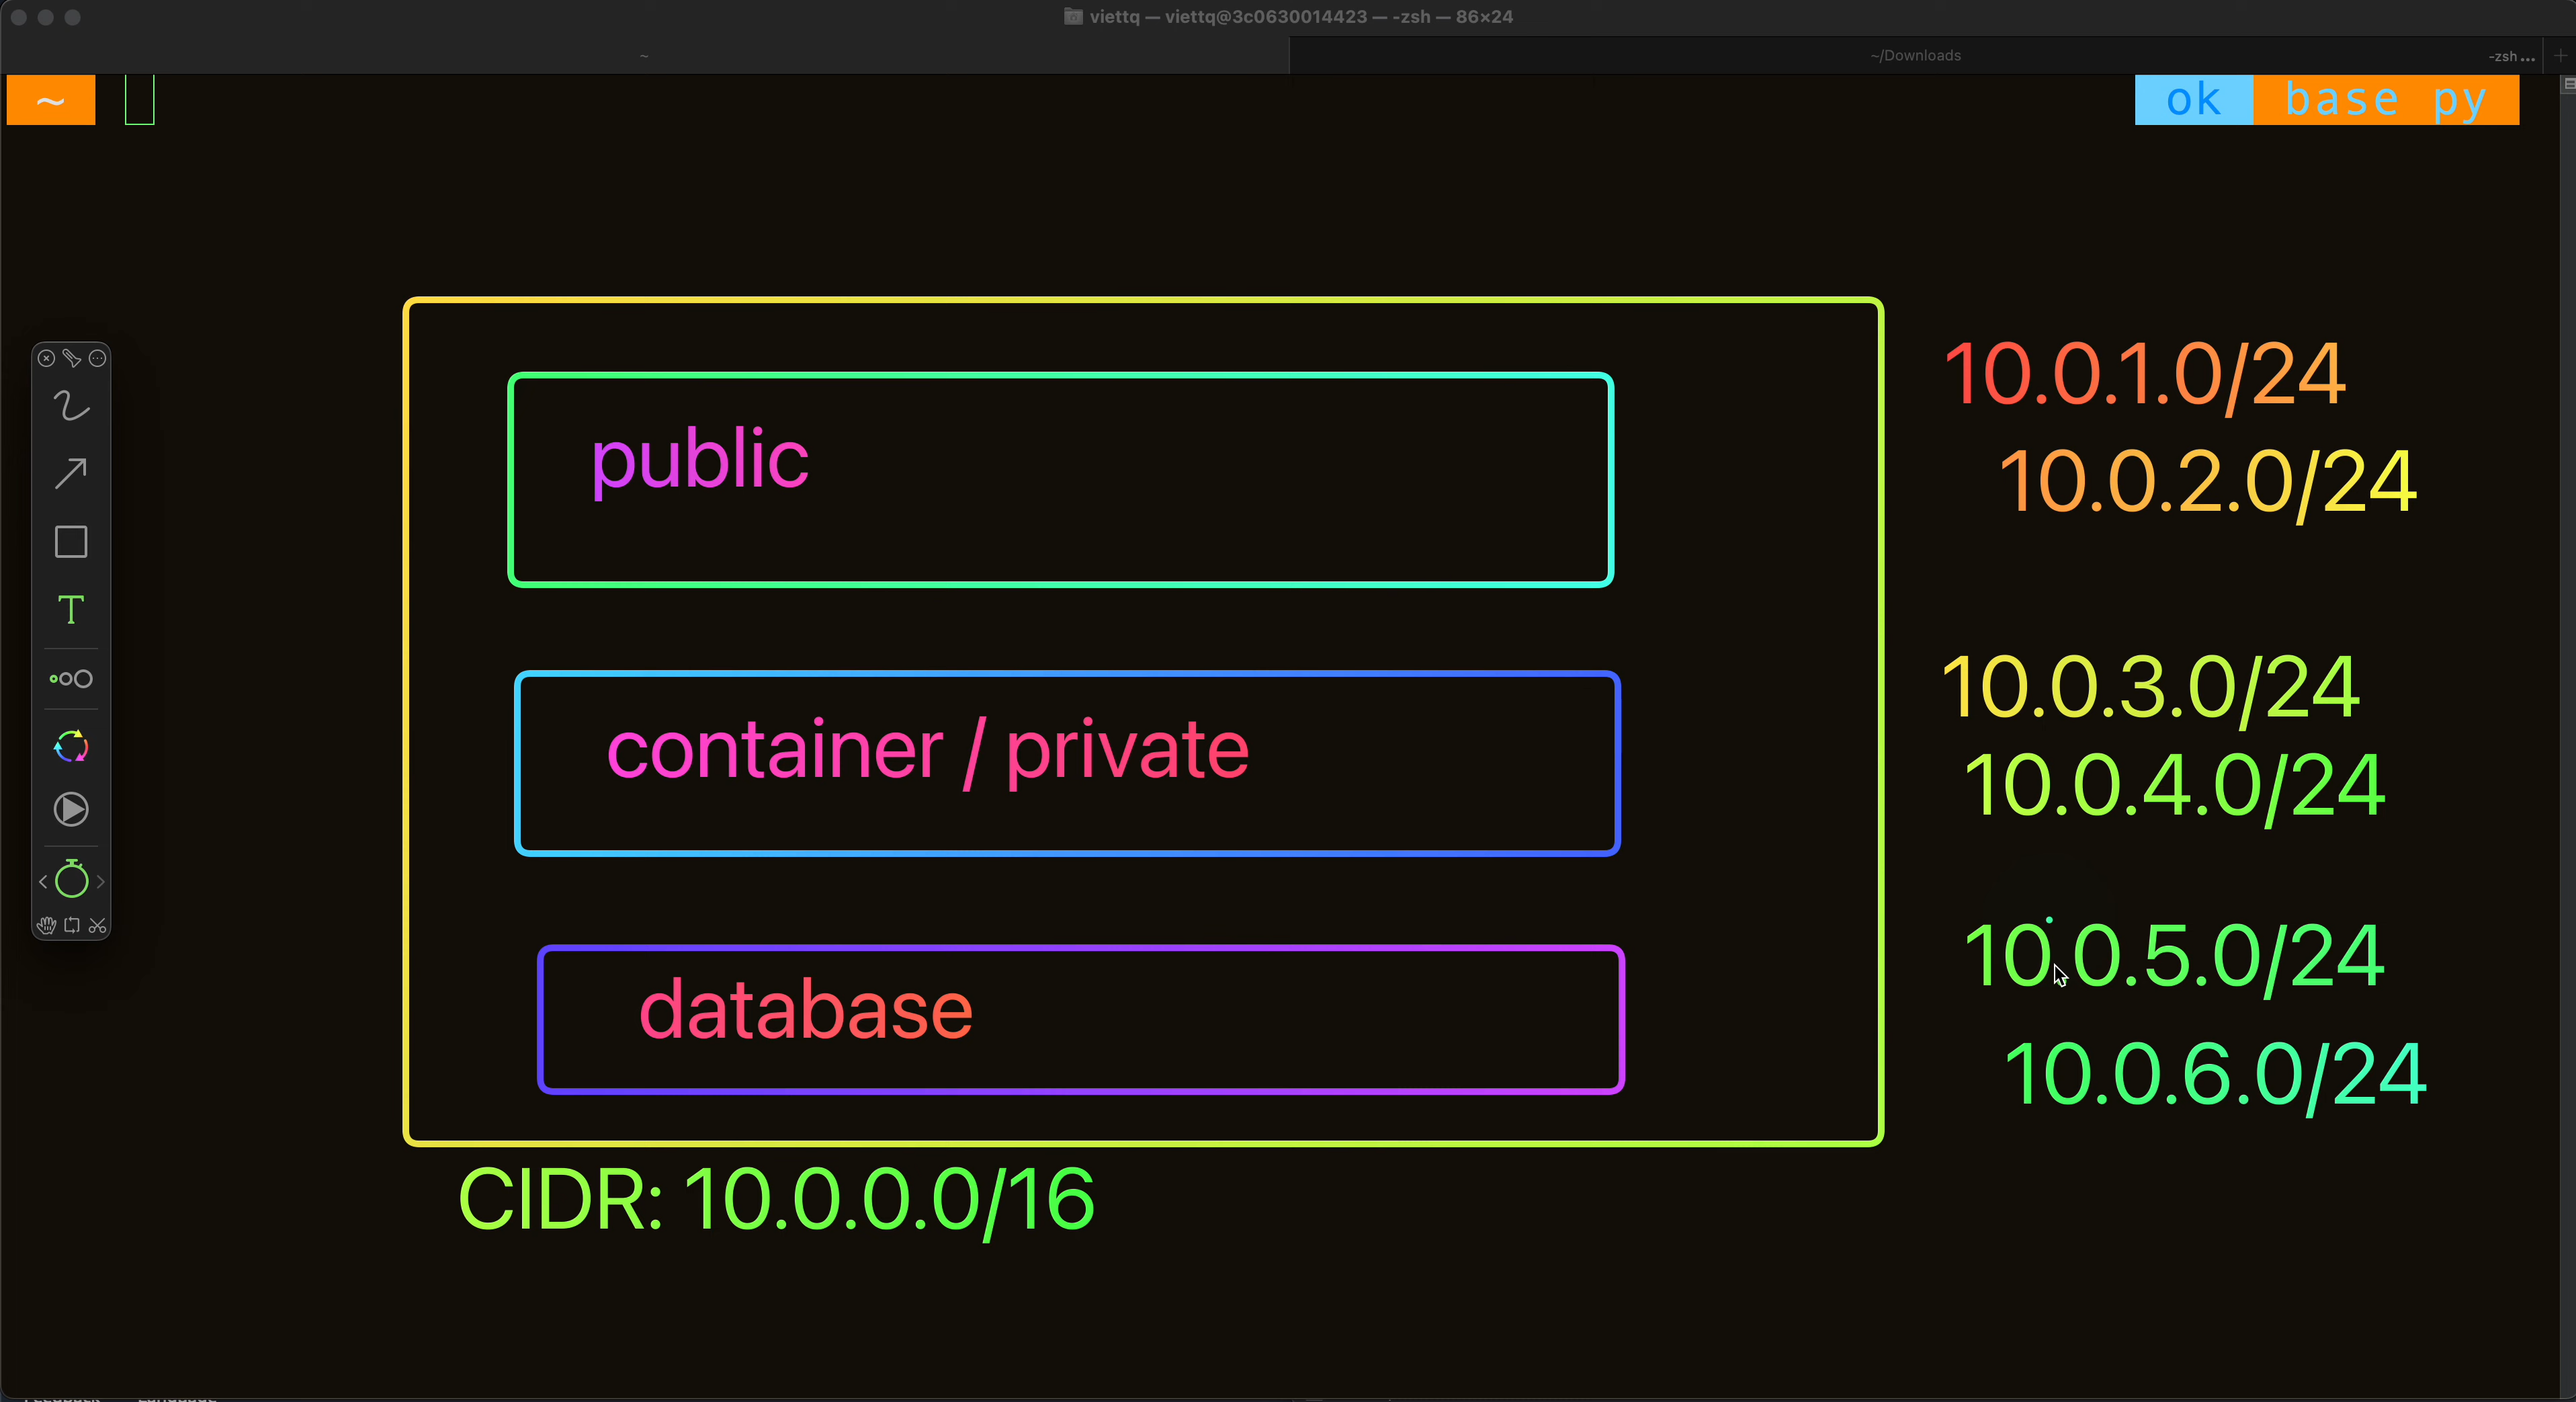 viettq — viettq@3c0630014423 — -zsh — 86×24
~
~/Downloads
-zsh ...
~
ok base py
public
container / private
database
CIDR: 10.0.0.0/16
10.0.1.0/24
10.0.2.0/24
10.0.3.0/24
10.0.4.0/24
10.0.5.0/24
10.0.6.0/24